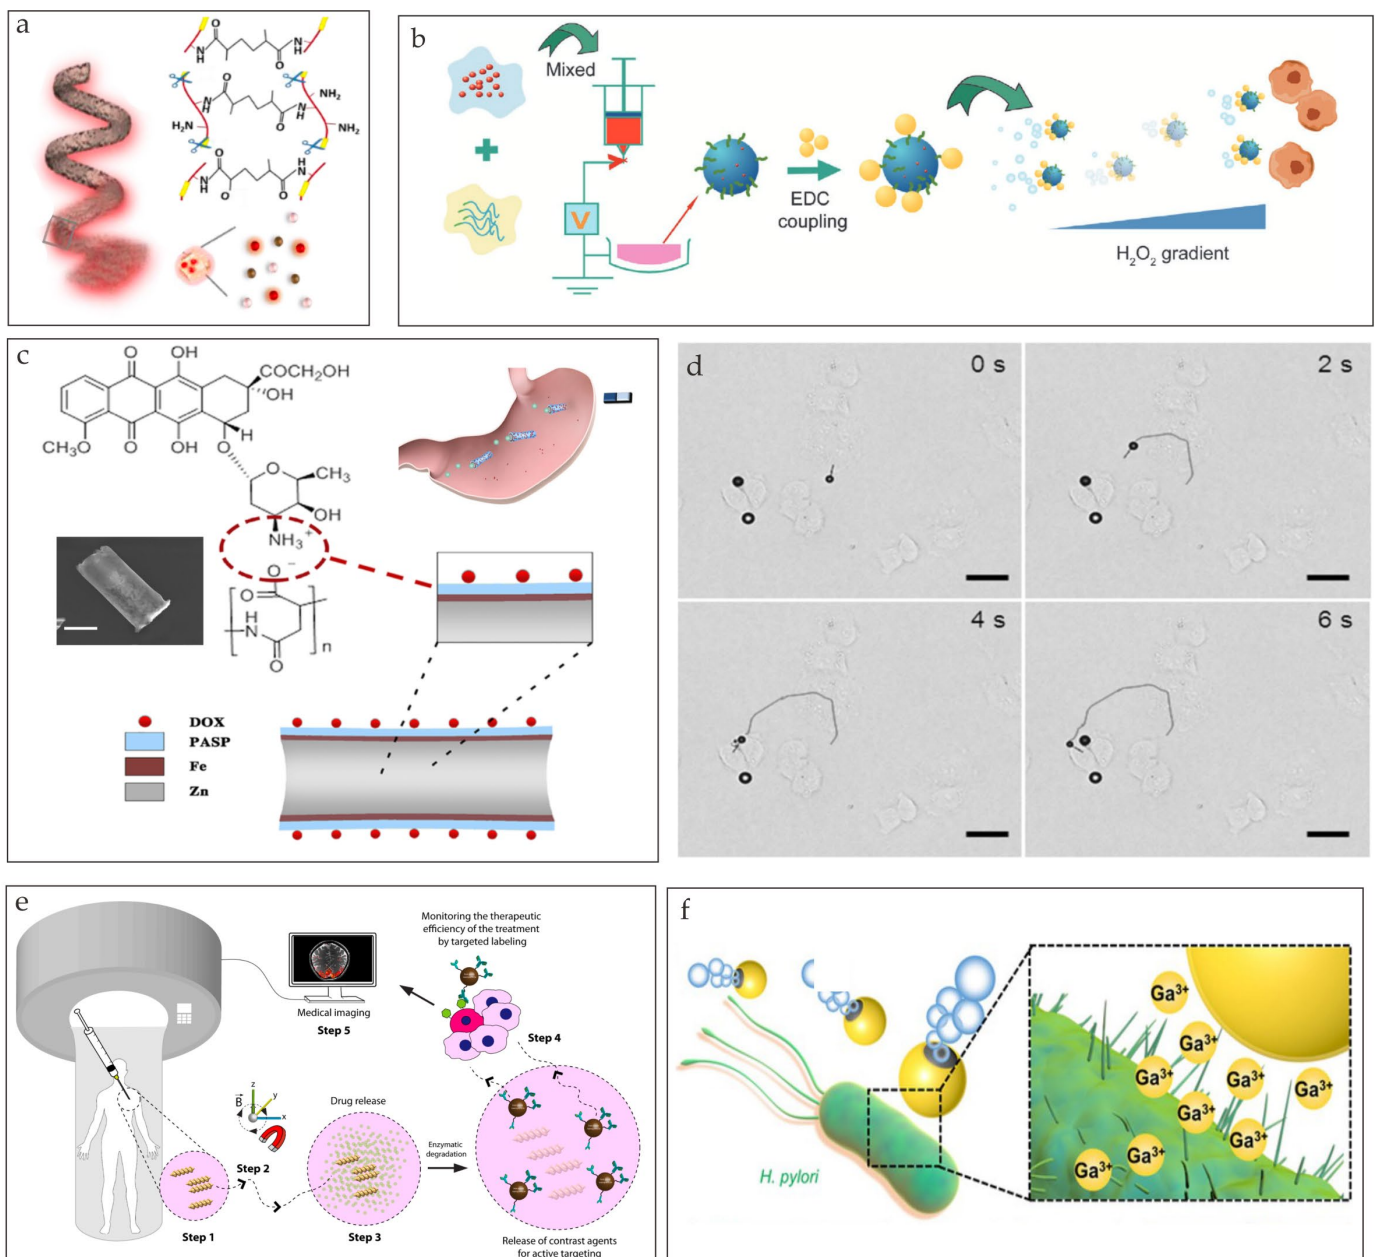 a
O
O
N
H
H
N
O
N
H
O
H
N
NH₂
H₂N
NH₂
O
N
H
O
O
H
N
b
Mixed
V
EDC
coupling
H₂O₂ gradient
c
O
OH
COCH₂OH
OH
CH₃O
O
OH
H
O
O
CH₃
OH
NH₃⁺
O⁻
O
H
N
O
n
DOX
PASP
Fe
Zn
d
0 s
2 s
4 s
6 s
e
Monitoring the therapeutic
efficiency of the treatment
by targeted labeling
Medical imaging
Step 5
Step 4
z
y
B
x
Drug release
Step 2
Enzymatic
degradation
Step 1
Step 3
Release of contrast agents
for active targeting
f
H. pylori
Ga³⁺
Ga³⁺
Ga³⁺
Ga³⁺
Ga³⁺
Ga³⁺
Ga³⁺
Ga³⁺
Ga³⁺